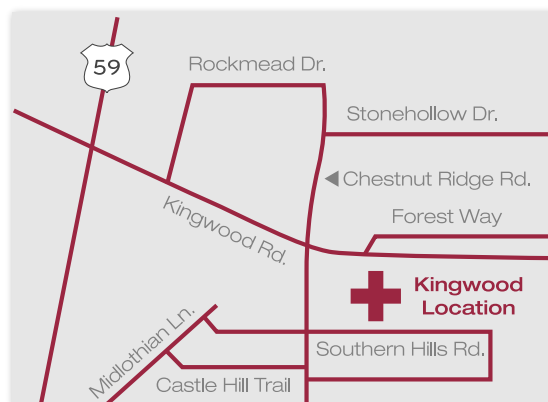 59
Rockmead Dr.
Stonehollow Dr.
Chestnut Ridge Rd.
Kingwood Rd.
Forest Way
Kingwood
Location
Midlothian Ln.
Southern Hills Rd.
Castle Hill Trail